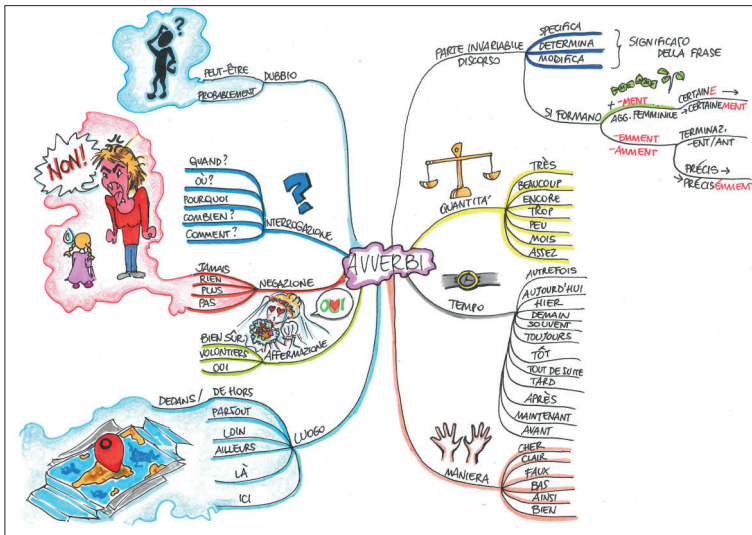 AVVERBI
PARTE INVARIABILE
DISCORSO
SPECIFICA
DETERMINA
MODIFICA
SIGNIFICATO
DELLA FRASE
SI FORMANO
+ -MENT
AGG. FEMMINILE
CERTAINE →
→ CERTAINEMENT
-EMMENT
-AMMENT
TERMINAZ.
-ENT/ANT
PRÉCIS →
→ PRÉCISÉMMENT
QUANTITA'
TRÈS
BEAUCOUP
ENCORE
TROP
PEU
MOIS
ASSEZ
TEMPO
AUTREFOIS
AUJOURD'HUI
HIER
DEMAIN
SOUVENT
TOUJOURS
TÔT
TOUT DE SUITE
TARD
APRÈS
MAINTENANT
AVANT
MANIERA
CHER
CLAIR
FAUX
BAS
AINSI
BIEN
LUOGO
DEDANS / DE HORS
PARTOUT
LOIN
AILLEURS
LÀ
ICI
AFFERMAZIONE
OUI
BIEN SÛR
VOLONTIERS
OUI
NEGAZIONE
JAMAIS
RIEN
PLUS
PAS
NON!
INTERROGAZIONE
?
QUAND?
OÙ?
POURQUOI
COMBIEN?
COMMENT?
DUBBIO
PEUT-ÊTRE
PROBABLEMENT
?